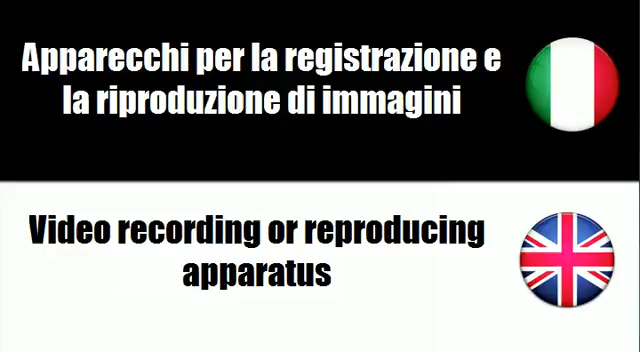 Apparecchi per la registrazione e
la riproduzione di immagini
Video recording or reproducing
apparatus